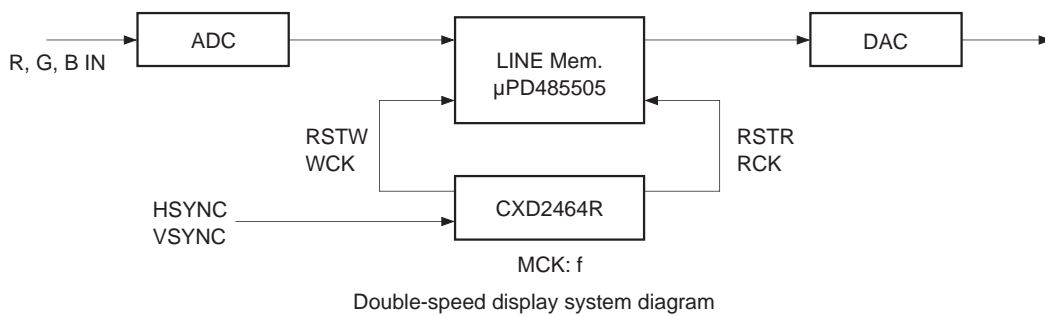 ADC
LINE Mem.
µPD485505
DAC
R, G, B IN
RSTW
WCK
RSTR
RCK
HSYNC
VSYNC
CXD2464R
MCK: f
Double-speed display system diagram